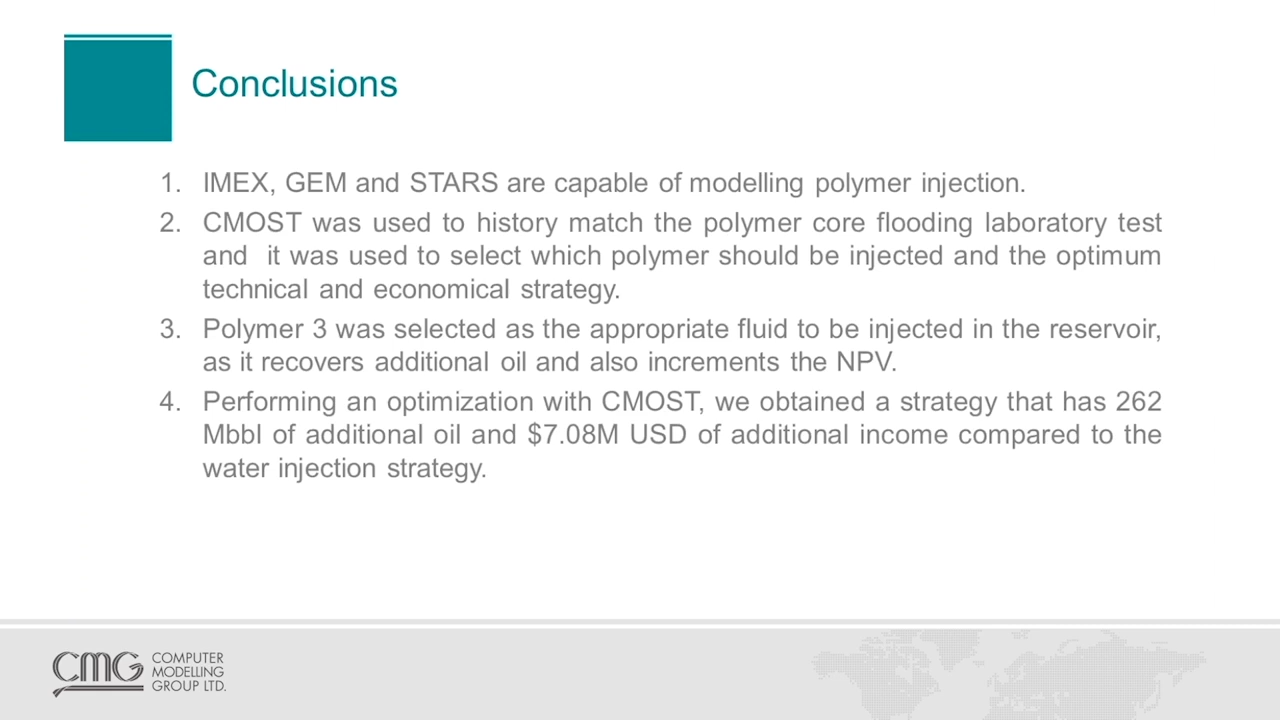 Conclusions
1. IMEX, GEM and STARS are capable of modelling polymer injection.
2. CMOST was used to history match the polymer core flooding laboratory test
and  it was used to select which polymer should be injected and the optimum
technical and economical strategy.
3. Polymer 3 was selected as the appropriate fluid to be injected in the reservoir,
as it recovers additional oil and also increments the NPV.
4. Performing an optimization with CMOST, we obtained a strategy that has 262
Mbbl of additional oil and $7.08M USD of additional income compared to the
water injection strategy.
CMG
COMPUTER
MODELLING
GROUP LTD.